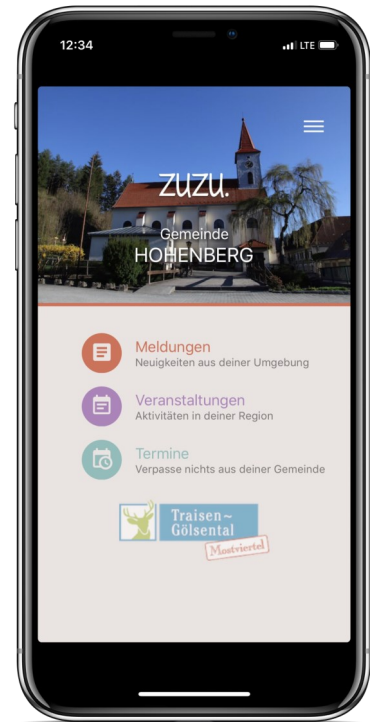 12:34
LTE
zuzu.
Gemeinde
HOHENBERG
Meldungen
Neuigkeiten aus deiner Umgebung
Veranstaltungen
Aktivitäten in deiner Region
Termine
Verpasse nichts aus deiner Gemeinde
Traisen~
Gölsental
Mostviertel